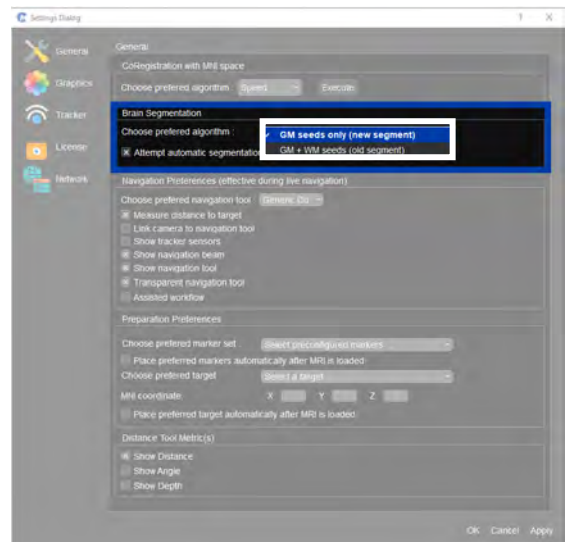 Settings Dialog
? X
General
Graphics
Tracker
License
Network
General
CoRegistration with MNI space
Choose prefered algorithm : Speed Execute
Brain Segmentation
Choose prefered algorithm :
GM seeds only (new segment)
GM + WM seeds (old segment)
Attempt automatic segmentatio
Navigation Preferences (effective during live navigation)
Choose prefered navigation tool Generic Coil
Measure distance to target
Link camera to navigation tool
Show tracker sensors
Show navigation beam
Show navigation tool
Transparent navigation tool
Assisted workflow
Preparation Preferences
Choose prefered marker set : Select preconfigured markers
Place preferred markers automatically after MRI is loaded
Choose prefered target : Select a target
MNI coordinate X Y Z
Place preferred target automatically after MRI is loaded
Distance Tool Metric(s)
Show Distance
Show Angle
Show Depth
OK Cancel Apply